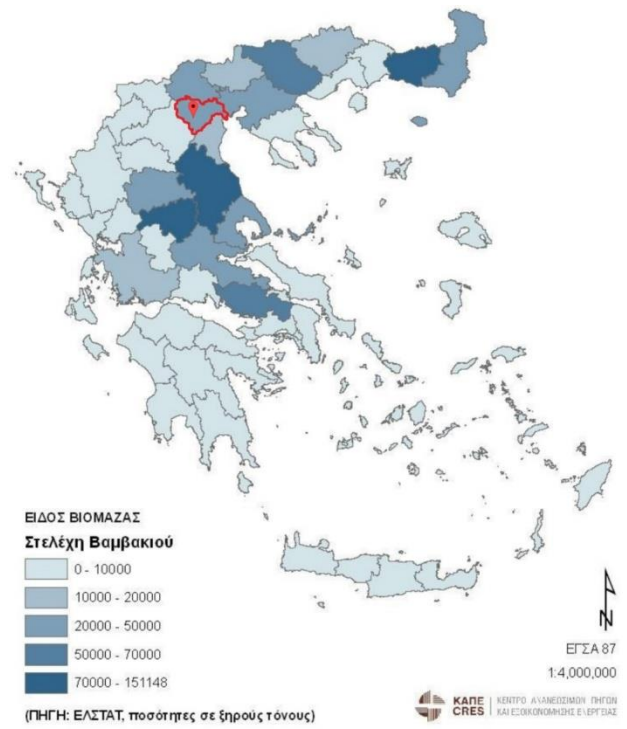 ΕΙΔΟΣ ΒΙΟΜΑΖΑΣ
Στελέχη Βαμβακιού
0 - 10000
10000 - 20000
20000 - 50000
50000 - 70000
70000 - 151148
(ΠΗΓΗ: ΕΛΣΤΑΤ, ποσότητες σε ξηρούς τόνους)
N
ΕΓΣΑ 87
1:4,000,000
ΚΑΠΕ
CRES
ΚΕΝΤΡΟ ΑΝΑΝΕΩΣΙΜΩΝ ΠΗΓΩΝ
ΚΑΙ ΕΞΟΙΚΟΝΟΜΗΣΗΣ ΕΝΕΡΓΕΙΑΣ